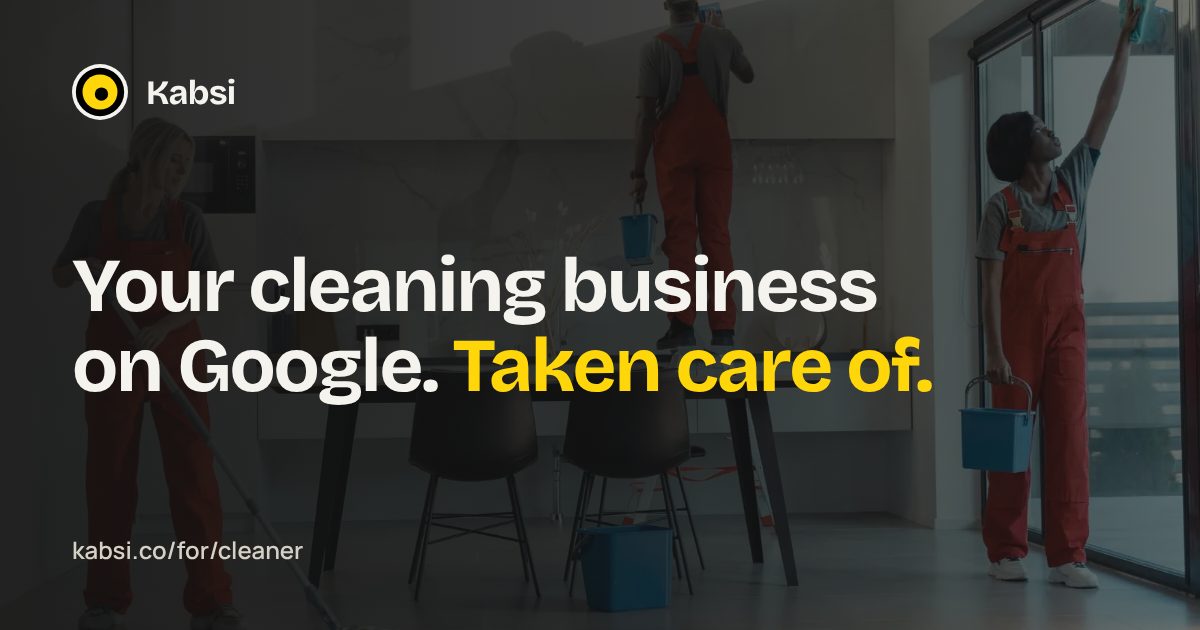 Kabsi
Your cleaning business
on Google. Taken care of.
kabsi.co/for/cleaner